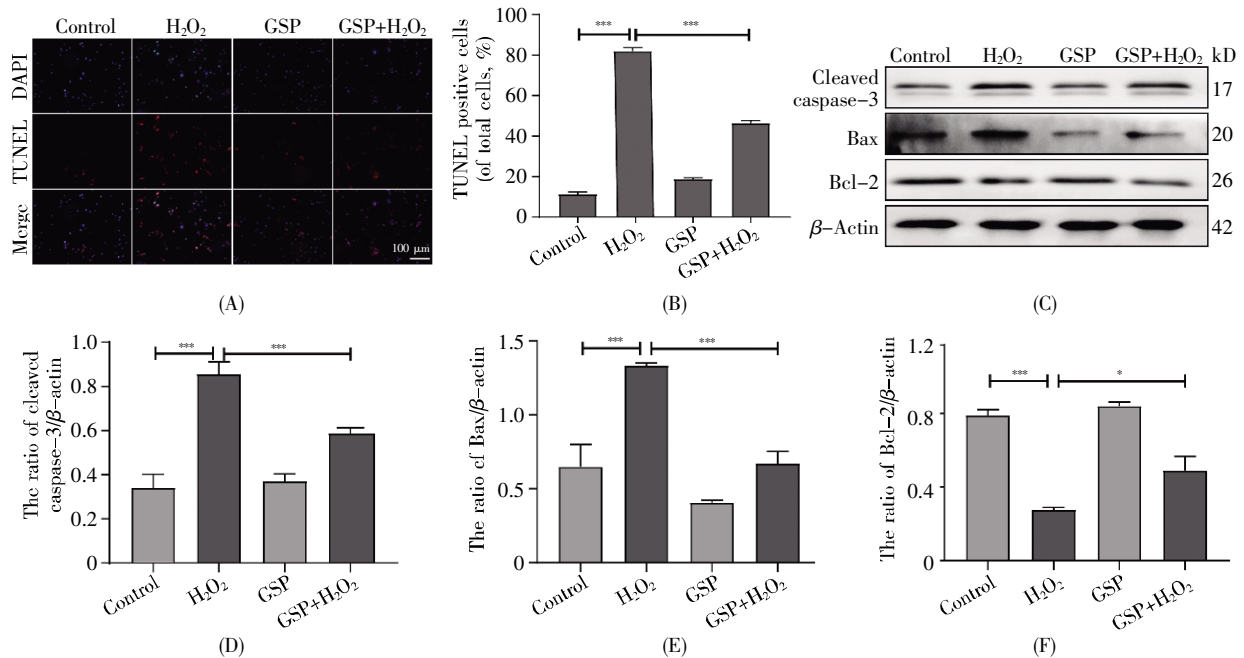 Control H₂O₂ GSP GSP+H₂O₂
DAPI
TUNEL
Merge
100 μm
(A)
TUNEL positive cells
(of total cells, %)
100
80
60
40
20
0
*** ***
Control H₂O₂ GSP GSP+H₂O₂
(B)
Control H₂O₂ GSP GSP+H₂O₂ kD
Cleaved
caspase-3 17
Bax 20
Bcl-2 26
β-Actin 42
(C)
The ratio of cleaved
caspase-3/β-actin
1.0
0.8
0.6
0.4
0.2
0
*** ***
Control H₂O₂ GSP GSP+H₂O₂
(D)
The ratio of Bax/β-actin
1.5
1.0
0.5
0
*** ***
Control H₂O₂ GSP GSP+H₂O₂
(E)
The ratio of Bcl-2/β-actin
1.2
0.8
0.4
0
*** *
Control H₂O₂ GSP GSP+H₂O₂
(F)